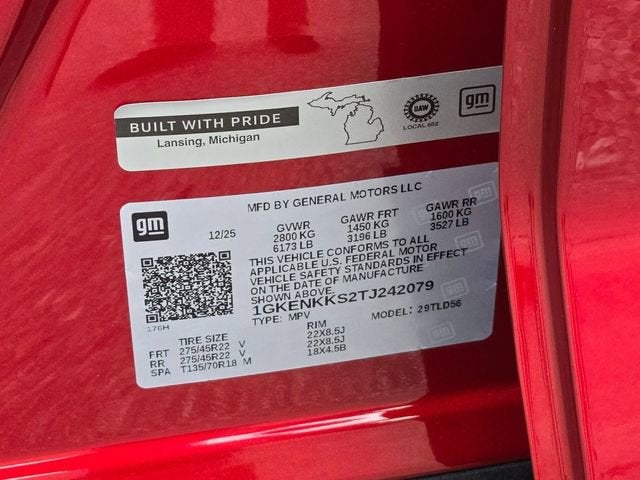 BUILT WITH PRIDE
Lansing, Michigan
UAW
LOCAL 602
gm
gm
MFD BY GENERAL MOTORS LLC
12/25
GVWR GAWR FRT GAWR RR
2800 KG 1450 KG 1600 KG
6173 LB 3196 LB 3527 LB
THIS VEHICLE CONFORMS TO ALL
APPLICABLE U.S. FEDERAL MOTOR
VEHICLE SAFETY STANDARDS IN EFFECT
ON THE DATE OF MANUFACTURE
SHOWN ABOVE.
1GKENKKS2TJ242079
TYPE: MPV MODEL: 29TLD56
170H
TIRE SIZE RIM
FRT 275/45R22 V 22X8.5J
RR 275/45R22 V 22X8.5J
SPA T135/70R18 M 18X4.5B